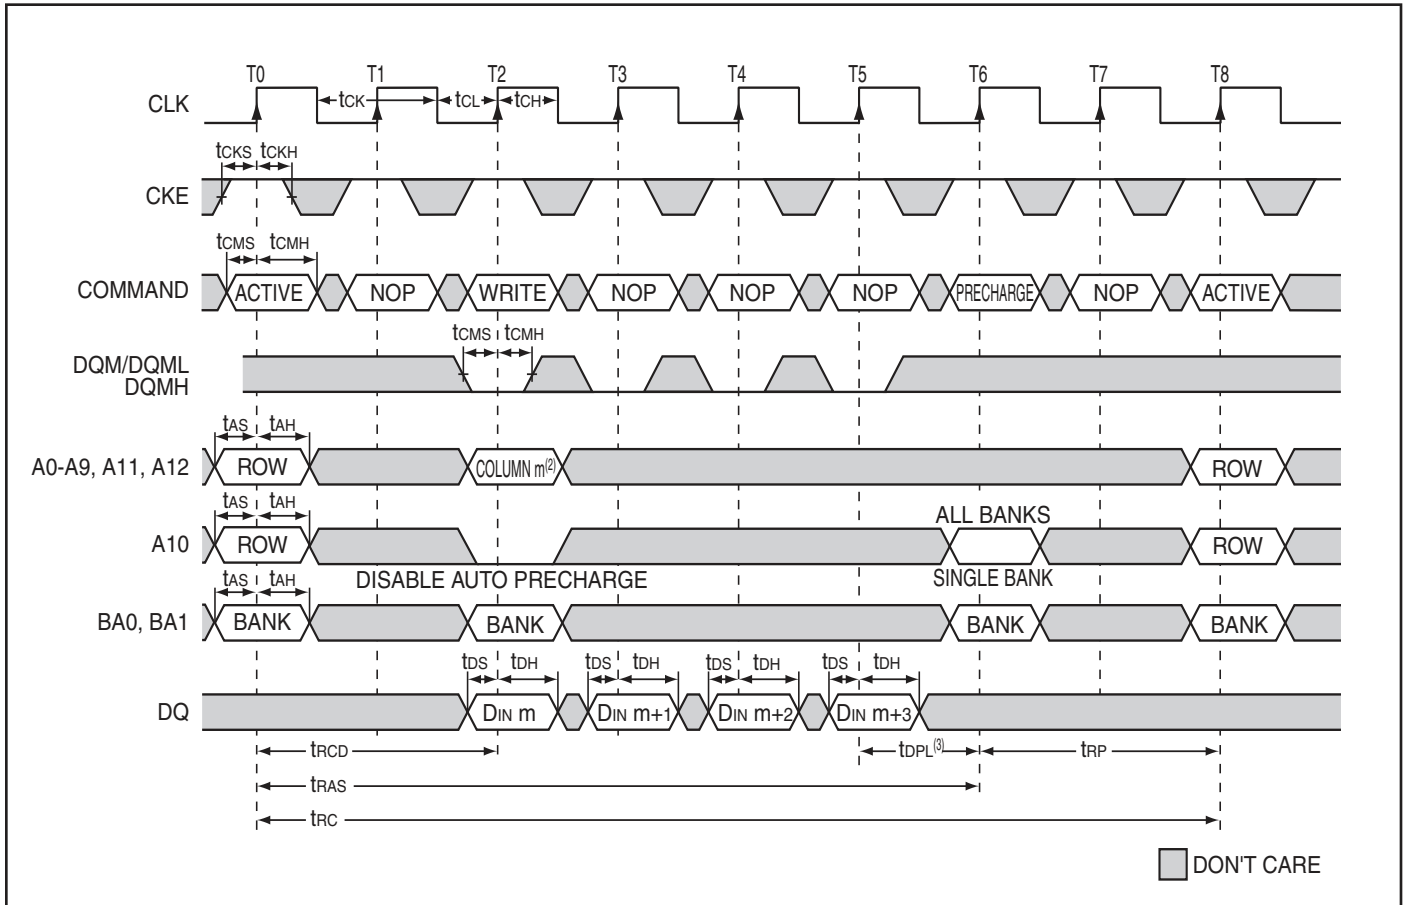 T0 T1 T2 T3 T4 T5 T6 T7 T8
CLK tCK tCL tCH
tCKS tCKH
CKE
tCMS tCMH
COMMAND ACTIVE NOP WRITE NOP NOP NOP PRECHARGE NOP ACTIVE
tCMS tCMH
DQM/DQML
DQMH
tAS tAH
A0-A9, A11, A12 ROW COLUMN m(2) ROW
tAS tAH ALL BANKS
A10 ROW ROW
tAS tAH DISABLE AUTO PRECHARGE SINGLE BANK
BA0, BA1 BANK BANK BANK BANK
tDS tDH tDS tDH tDS tDH tDS tDH
DQ DIN m DIN m+1 DIN m+2 DIN m+3
tRCD tDPL(3) tRP
tRAS
tRC
DON'T CARE